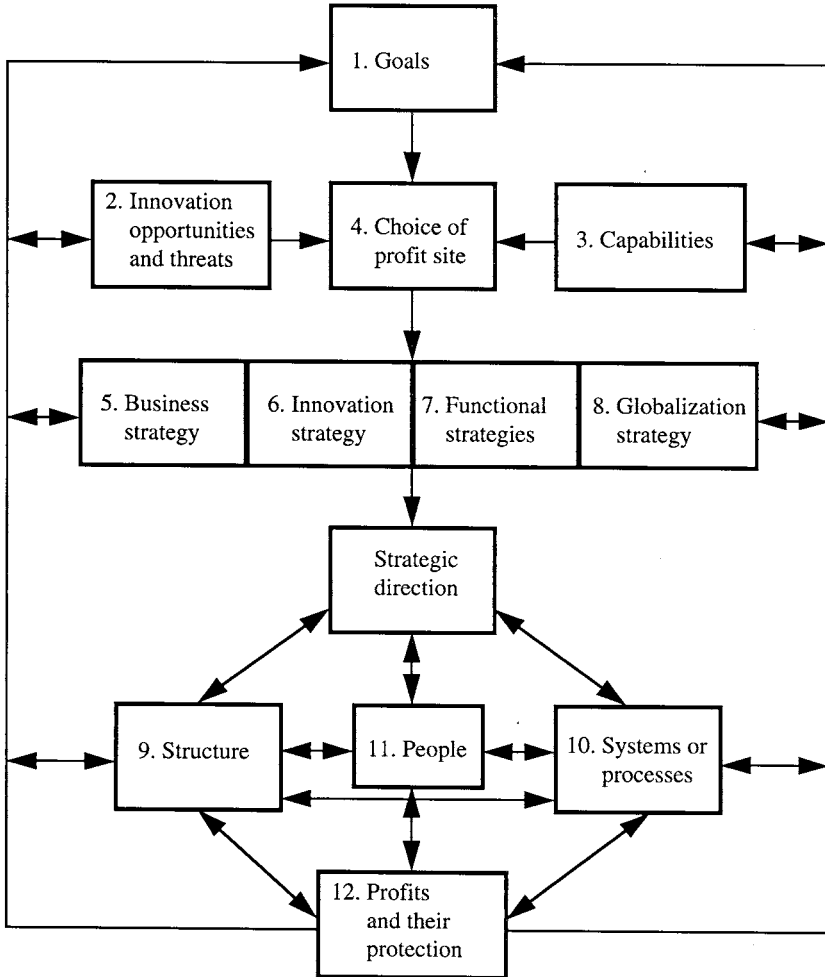 1. Goals
2. Innovation
opportunities
and threats
4. Choice of
profit site
3. Capabilities
5. Business
strategy
6. Innovation
strategy
7. Functional
strategies
8. Globalization
strategy
Strategic
direction
9. Structure
11. People
10. Systems or
processes
12. Profits
and their
protection